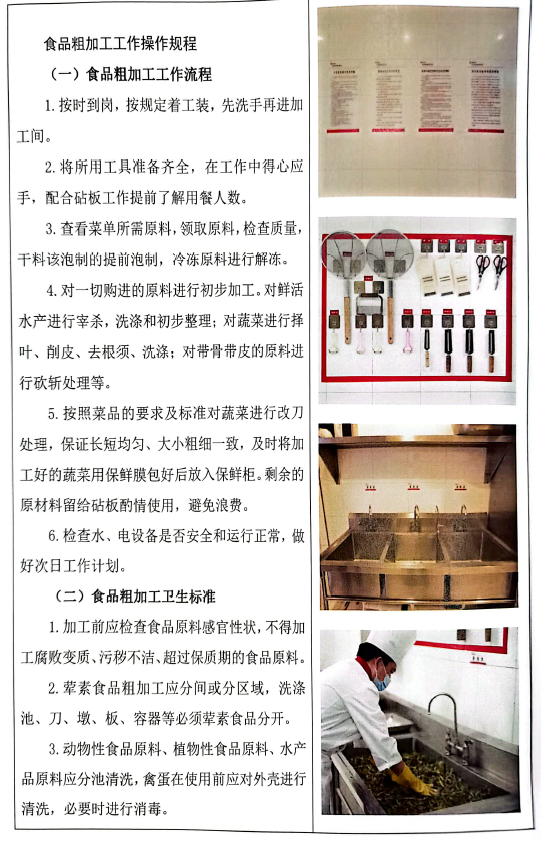 食品粗加工工作操作规程
（一）食品粗加工工作流程
1.按时到岗，按规定着工装，先洗手再进加
工间。
2.将所用工具准备齐全，在工作中得心应
手，配合砧板工作提前了解用餐人数。
3.查看菜单所需原料，领取原料，检查质量，
干料该泡制的提前泡制，冷冻原料进行解冻。
4.对一切购进的原料进行初步加工。对鲜活
水产进行宰杀，洗涤和初步整理；对蔬菜进行择
叶、削皮、去根须、洗涤；对带骨带皮的原料进
行砍斩处理等。
5.按照菜品的要求及标准对蔬菜进行改刀
处理，保证长短均匀、大小粗细一致，及时将加
工好的蔬菜用保鲜膜包好后放入保鲜柜。剩余的
原材料留给砧板酌情使用，避免浪费。
6.检查水、电设备是否安全和运行正常，做
好次日工作计划。
（二）食品粗加工卫生标准
1.加工前应检查食品原料感官性状，不得加
工腐败变质、污秽不洁、超过保质期的食品原料。
2.荤素食品粗加工应分间或分区域，洗涤
池、刀、墩、板、容器等必须荤素食品分开。
3.动物性食品原料、植物性食品原料、水产
品原料应分池清洗，禽蛋在使用前应对外壳进行
清洗，必要时进行消毒。